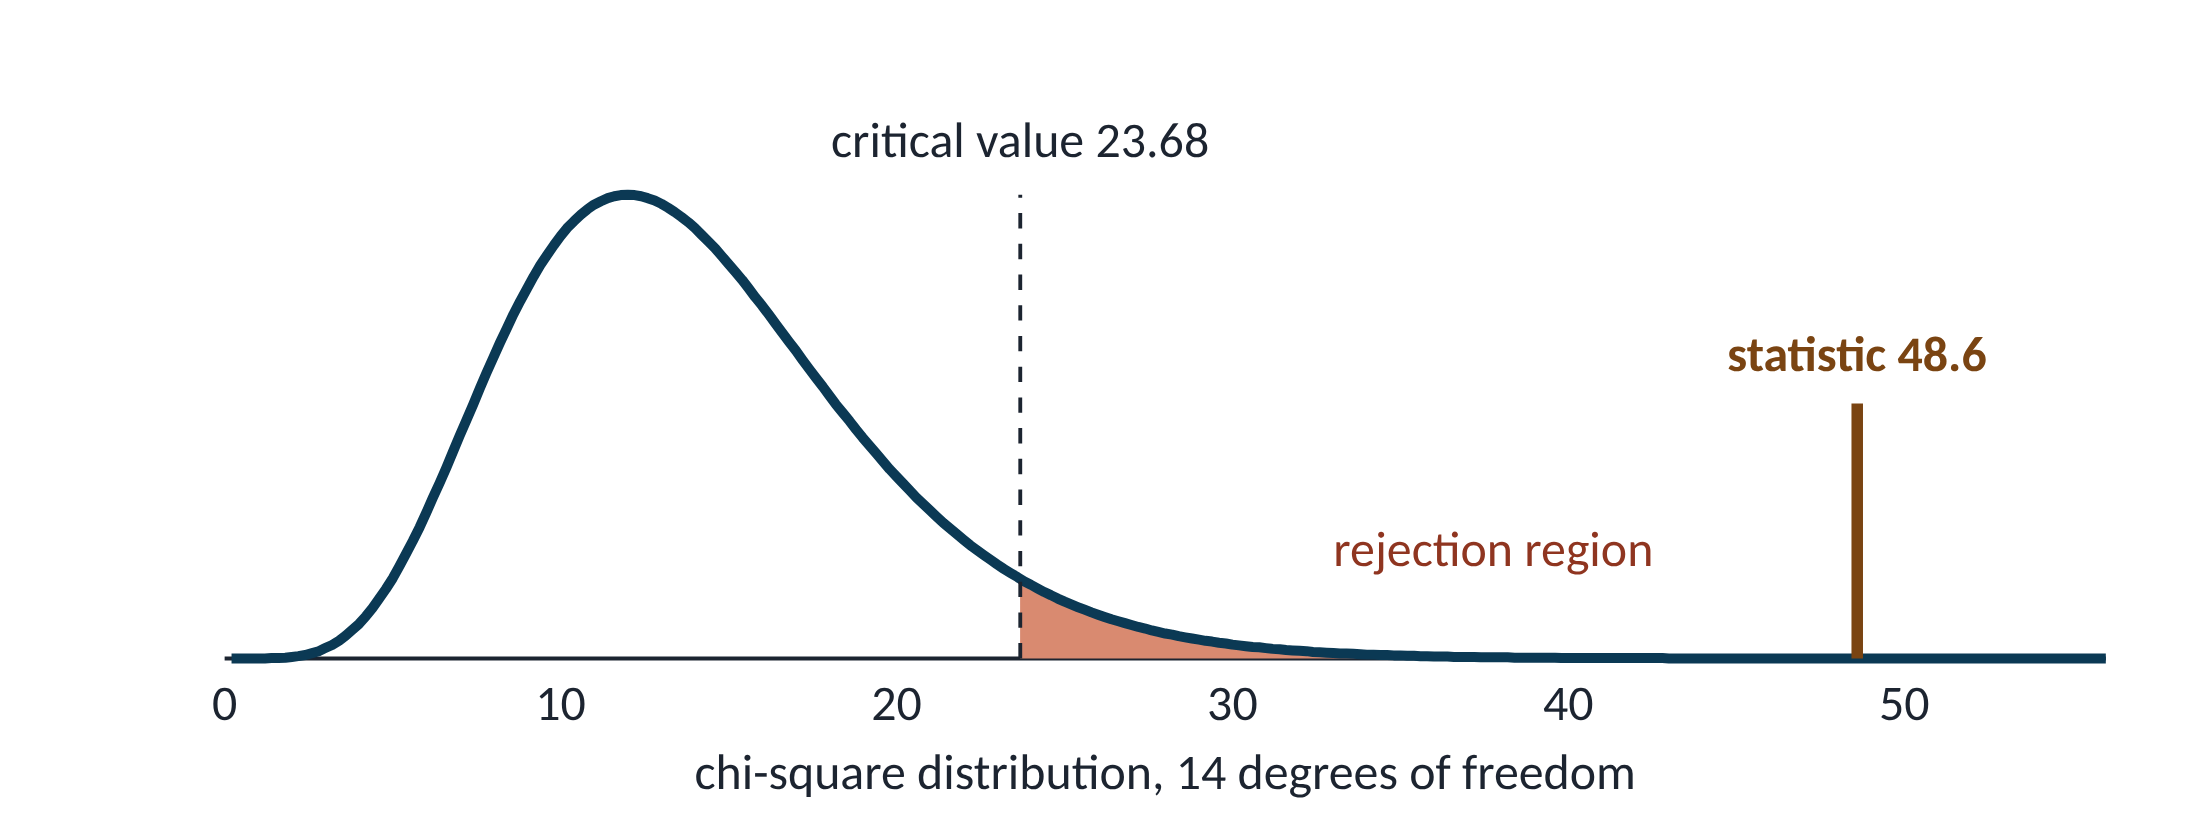 critical value 23.68
statistic 48.6
rejection region
0 10 20 30 40 50
chi-square distribution, 14 degrees of freedom